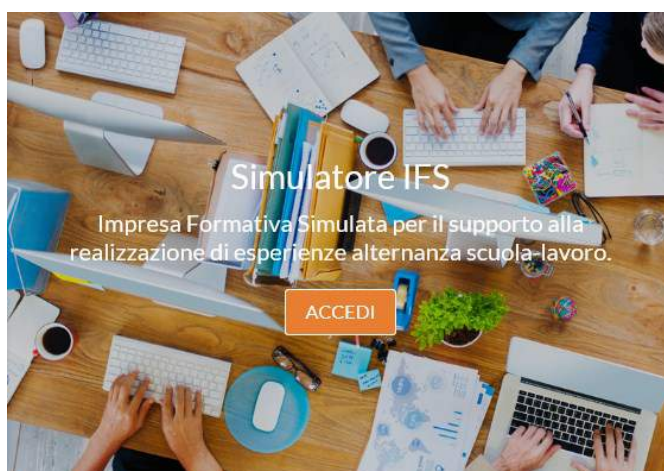 Simulatore IFS
Impresa Formativa Simulata per il supporto alla
realizzazione di esperienze alternanza scuola-lavoro.
ACCEDI